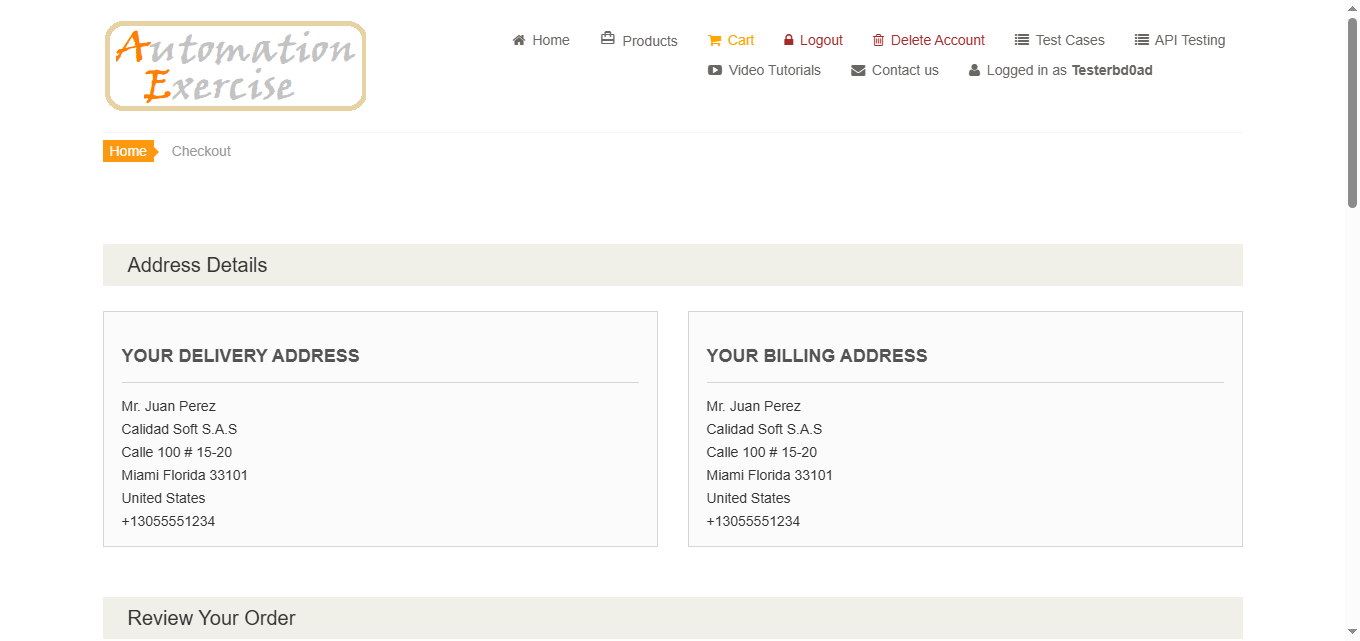 Automation
Exercise
Home
Products
Cart
Logout
Delete Account
Test Cases
API Testing
Video Tutorials
Contact us
Logged in as Testerbd0ad
Home
Checkout
Address Details
YOUR DELIVERY ADDRESS
Mr. Juan Perez
Calidad Soft S.A.S
Calle 100 # 15-20
Miami Florida 33101
United States
+13055551234
YOUR BILLING ADDRESS
Mr. Juan Perez
Calidad Soft S.A.S
Calle 100 # 15-20
Miami Florida 33101
United States
+13055551234
Review Your Order